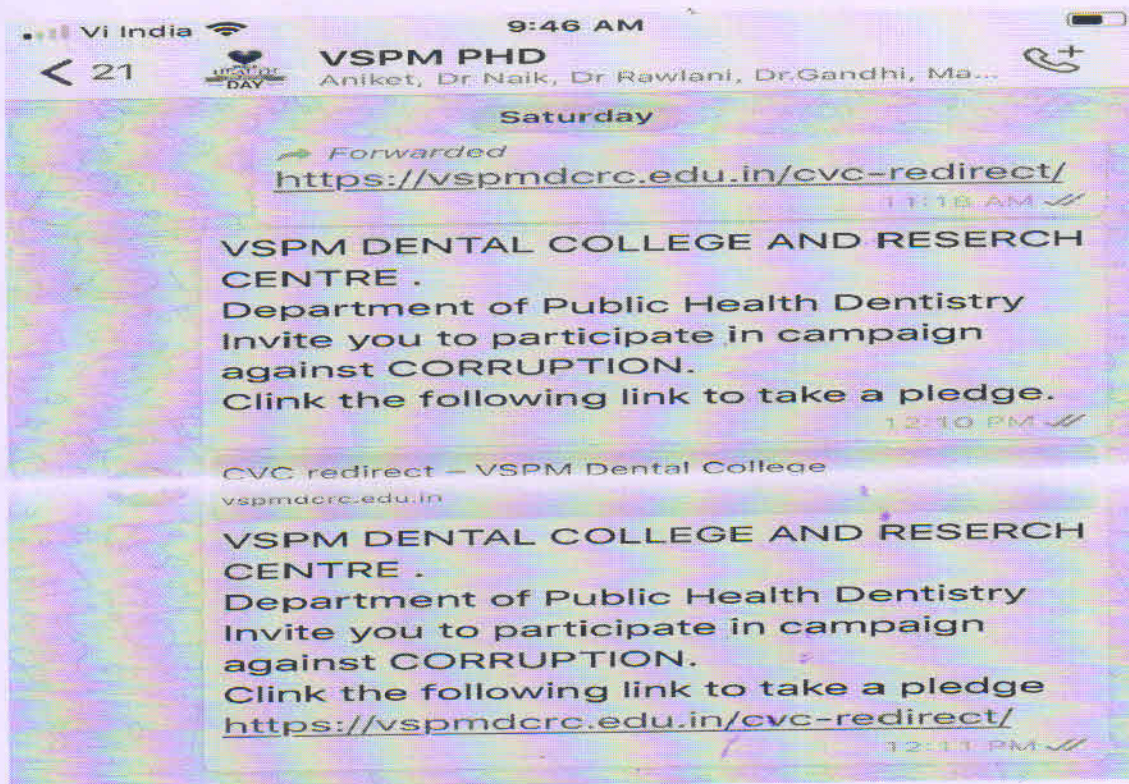 Vi India
9:46 AM
21
DAY
VSPM PHD
Aniket, Dr Naik, Dr Rawlani, Dr.Gandhi, Ma...
Saturday
Forwarded
https://vspmdcrc.edu.in/cvc-redirect/
11:18 AM
VSPM DENTAL COLLEGE AND RESERCH
CENTRE .
Department of Public Health Dentistry
Invite you to participate in campaign
against CORRUPTION.
Clink the following link to take a pledge.
12:10 PM
CVC redirect – VSPM Dental College
vspmdcrc.edu.in
VSPM DENTAL COLLEGE AND RESERCH
CENTRE .
Department of Public Health Dentistry
Invite you to participate in campaign
against CORRUPTION.
Clink the following link to take a pledge
https://vspmdcrc.edu.in/cvc-redirect/
12:11 PM